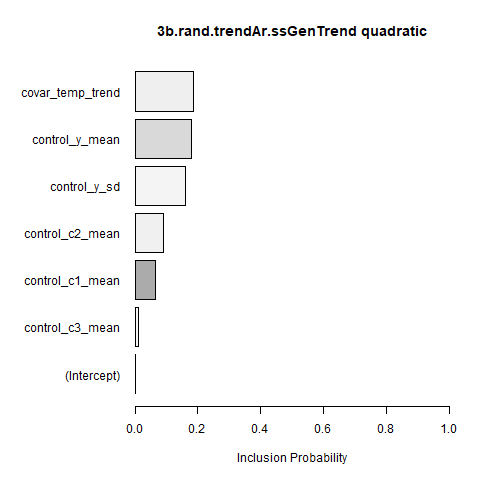 3b.rand.trendAr.ssGenTrend quadratic
covar_temp_trend
control_y_mean
control_y_sd
control_c2_mean
control_c1_mean
control_c3_mean
(Intercept)
0.0 0.2 0.4 0.6 0.8 1.0
Inclusion Probability